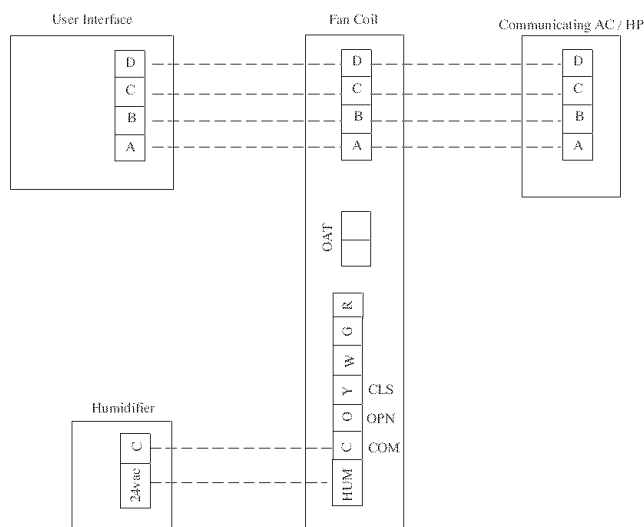 User Interface
Fan Coil
Communicating AC / HP
D D D
C C C
B B B
A A A
OAT
R
G
W
Y CLS
O OPN
Humidifier
C C COM
24vac HUM